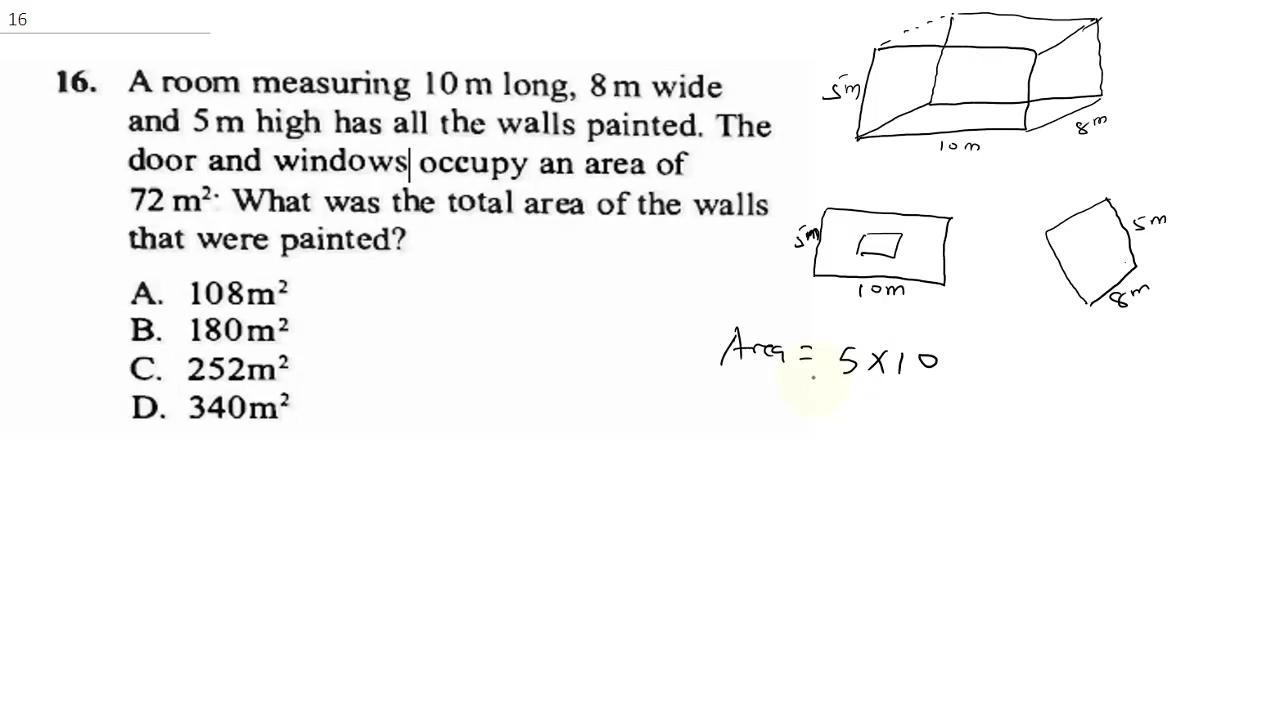 16
16. A room measuring 10 m long, 8 m wide
and 5 m high has all the walls painted. The
door and windows occupy an area of
72 m². What was the total area of the walls
that were painted?
A. 108m²
B. 180m²
C. 252m²
D. 340m²
5m
10m
8m
5m
10m
5m
8m
Area = 5 × 10